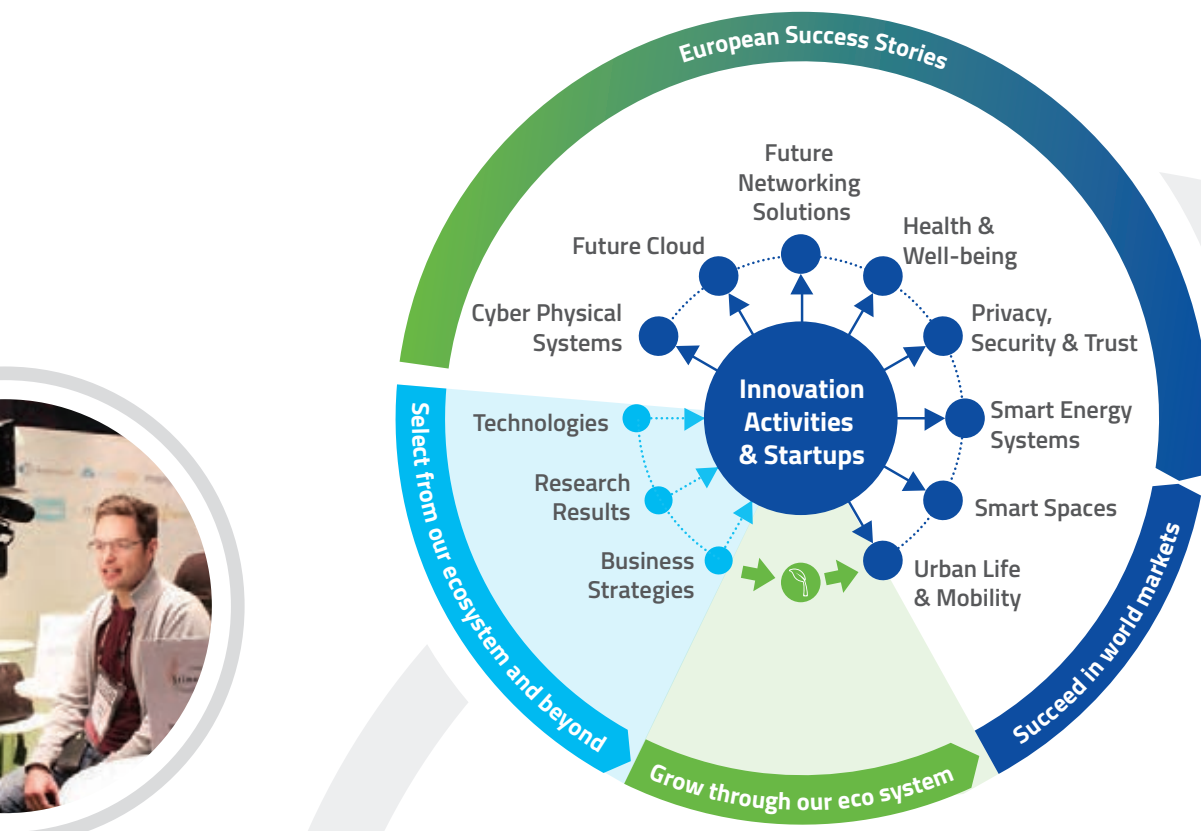 European Success Stories
Future
Networking
Solutions
Health &
Well-being
Future Cloud
Cyber Physical
Systems
Privacy,
Security & Trust
Innovation
Activities
& Startups
Technologies
Smart Energy
Systems
Research
Results
Smart Spaces
Business
Strategies
Urban Life
& Mobility
Select from our ecosystem and beyond
Grow through our eco system
Succeed in world markets